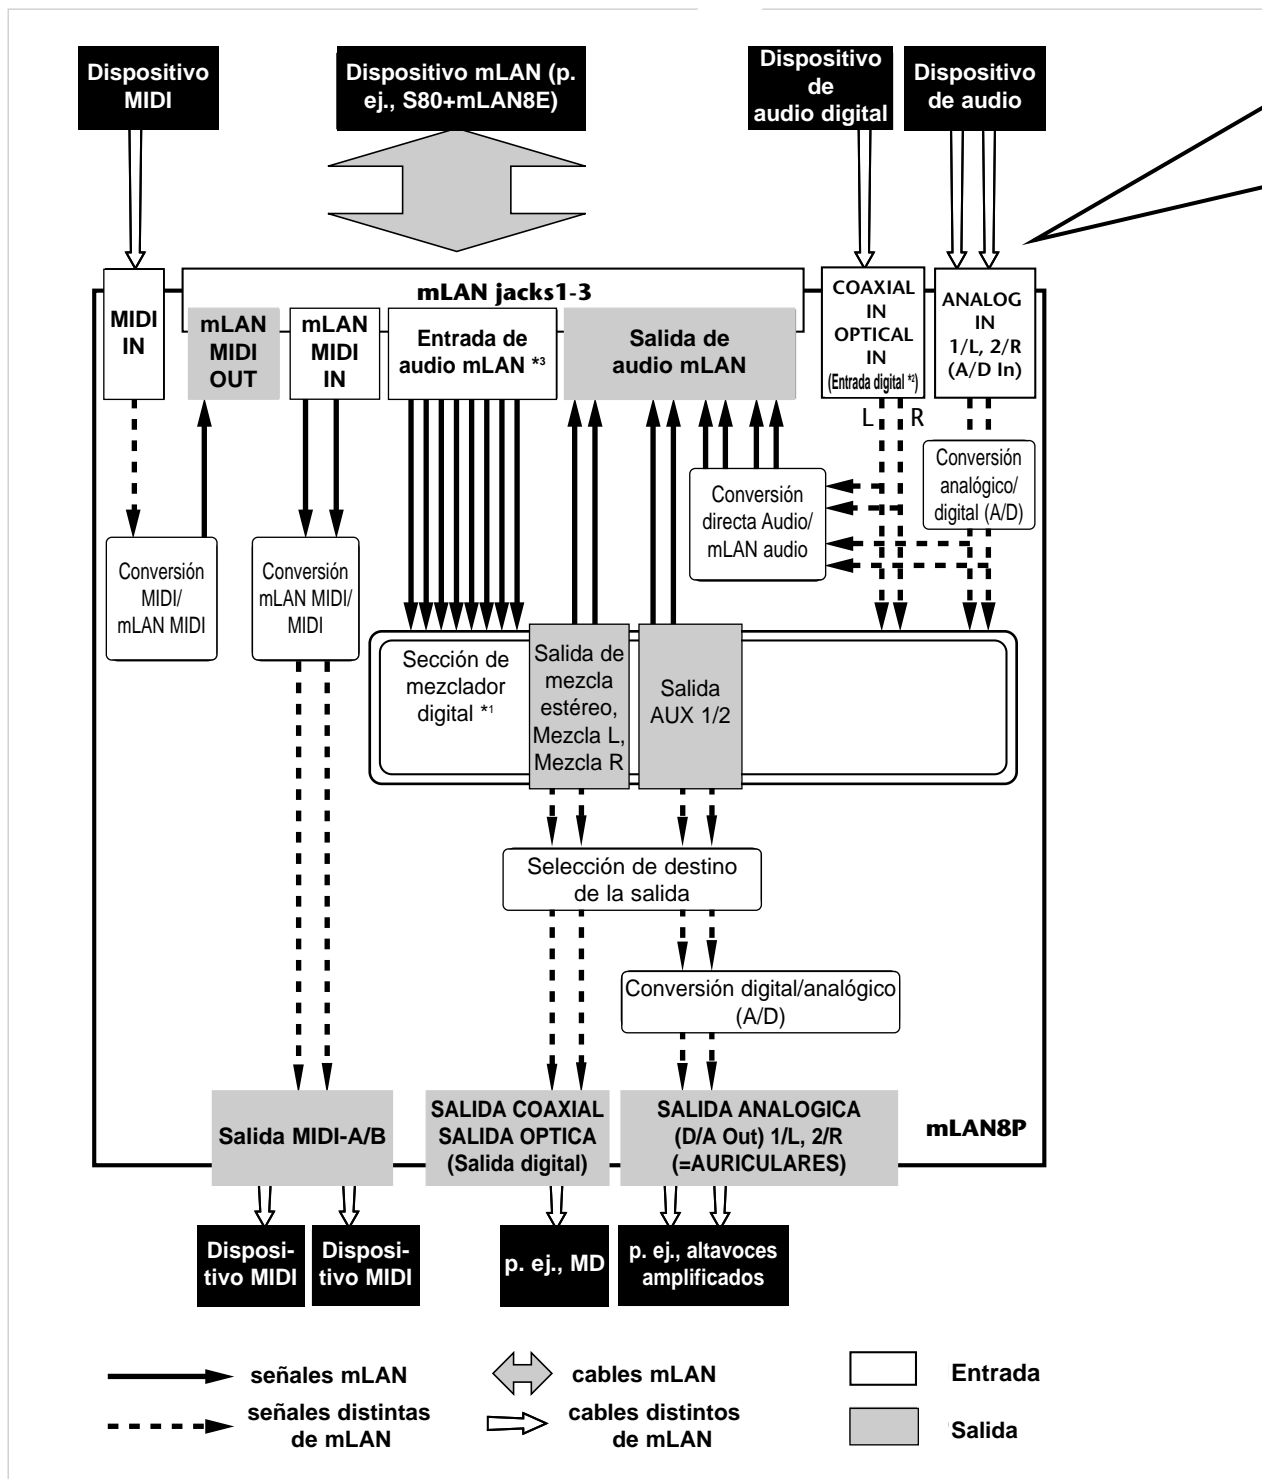 Dispositivo
MIDI
Dispositivo mLAN (p.
ej., S80+mLAN8E)
Dispositivo
de
audio digital
Dispositivo
de audio
mLAN jacks1-3
MIDI
IN
mLAN
MIDI
OUT
mLAN
MIDI
IN
Entrada de
audio mLAN *3
Salida de
audio mLAN
COAXIAL
IN
OPTICAL
IN
(Entrada digital *2)
ANALOG
IN
1/L, 2/R
(A/D In)
L R
Conversión
directa Audio/
mLAN audio
Conversión
analógico/
digital (A/D)
Conversión
MIDI/
mLAN MIDI
Conversión
mLAN MIDI/
MIDI
Sección de
mezclador
digital *1
Salida de
mezcla
estéreo,
Mezcla L,
Mezcla R
Salida
AUX 1/2
Selección de destino
de la salida
Conversión digital/analógico
(A/D)
Salida MIDI-A/B
SALIDA COAXIAL
SALIDA OPTICA
(Salida digital)
SALIDA ANALOGICA
(D/A Out) 1/L, 2/R
(=AURICULARES)
mLAN8P
Disposi-
tivo MIDI
Disposi-
tivo MIDI
p. ej., MD
p. ej., altavoces
amplificados
señales mLAN
cables mLAN
Entrada
señales distintas
de mLAN
cables distintos
de mLAN
Salida